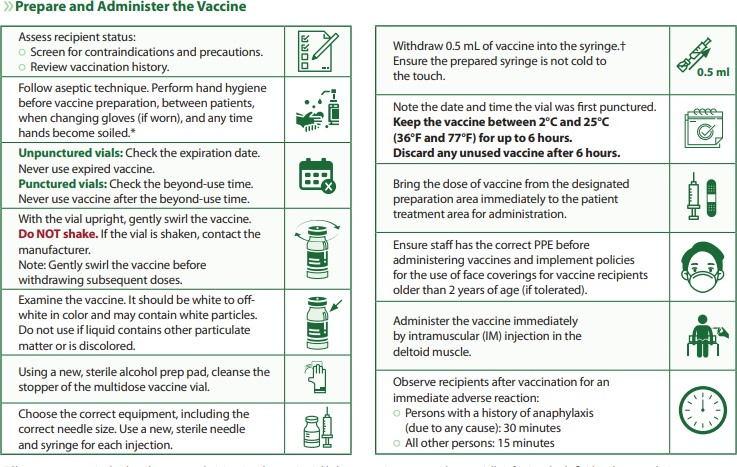 »Prepare and Administer the Vaccine
Assess recipient status:
○ Screen for contraindications and precautions.
○ Review vaccination history.
Follow aseptic technique. Perform hand hygiene
before vaccine preparation, between patients,
when changing gloves (if worn), and any time
hands become soiled.*
Unpunctured vials: Check the expiration date.
Never use expired vaccine.
Punctured vials: Check the beyond-use time.
Never use vaccine after the beyond-use time.
With the vial upright, gently swirl the vaccine.
Do NOT shake. If the vial is shaken, contact the
manufacturer.
Note: Gently swirl the vaccine before
withdrawing subsequent doses.
Examine the vaccine. It should be white to off-
white in color and may contain white particles.
Do not use if liquid contains other particulate
matter or is discolored.
Using a new, sterile alcohol prep pad, cleanse the
stopper of the multidose vaccine vial.
Choose the correct equipment, including the
correct needle size. Use a new, sterile needle
and syringe for each injection.
Withdraw 0.5 mL of vaccine into the syringe.†
Ensure the prepared syringe is not cold to
the touch.
0.5 ml
Note the date and time the vial was first punctured.
Keep the vaccine between 2°C and 25°C
(36°F and 77°F) for up to 6 hours.
Discard any unused vaccine after 6 hours.
Bring the dose of vaccine from the designated
preparation area immediately to the patient
treatment area for administration.
Ensure staff has the correct PPE before
administering vaccines and implement policies
for the use of face coverings for vaccine recipients
older than 2 years of age (if tolerated).
Administer the vaccine immediately
by intramuscular (IM) injection in the
deltoid muscle.
Observe recipients after vaccination for an
immediate adverse reaction:
○ Persons with a history of anaphylaxis
(due to any cause): 30 minutes
○ All other persons: 15 minutes